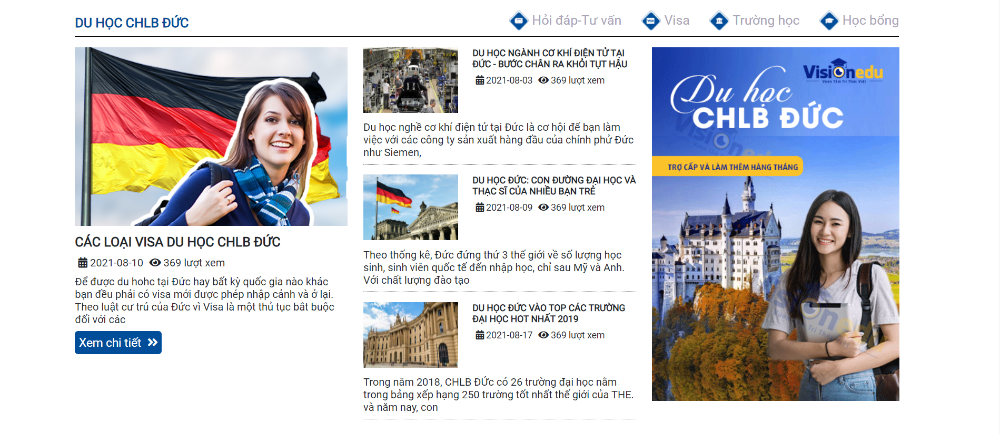 DU HỌC CHLB ĐỨC
Hỏi đáp-Tư vấn
Visa
Trường học
Học bổng
CÁC LOẠI VISA DU HỌC CHLB ĐỨC
2021-08-10 369 lượt xem
Để được du hohc tại Đức hay bất kỳ quốc gia nào khác
bạn đều phải có visa mới được phép nhập cảnh và ở lại.
Theo luật cư trú của Đức vì Visa là một thủ tục bắt buộc
đối với các
Xem chi tiết
DU HỌC NGÀNH CƠ KHÍ ĐIỆN TỬ TẠI
ĐỨC - BƯỚC CHÂN RA KHỎI TỤT HẬU
2021-08-03 369 lượt xem
Du học nghề cơ khí điện tử tại Đức là cơ hội để bạn làm
việc với các công ty sản xuất hàng đầu của chính phử Đức
như Siemen,
DU HỌC ĐỨC: CON ĐƯỜNG ĐẠI HỌC VÀ
THẠC SĨ CỦA NHIỀU BẠN TRẺ
2021-08-09 369 lượt xem
Theo thống kê, Đức đứng thứ 3 thế giới về số lượng học
sinh, sinh viên quốc tế đến nhập học, chỉ sau Mỹ và Anh.
Với chất lượng đào tạo
DU HỌC ĐỨC VÀO TOP CÁC TRƯỜNG
ĐẠI HỌC HOT NHẤT 2019
2021-08-17 369 lượt xem
Trong năm 2018, CHLB ĐỨc có 26 trường đại học nằm
trong bảng xếp hạng 250 trường tốt nhất thế giới của THE.
và năm nay, con
Visionedu
Vươn Tầm Trí Thức Việt
Du học
CHLB ĐỨC
TRỢ CẤP VÀ LÀM THÊM HÀNG THÁNG